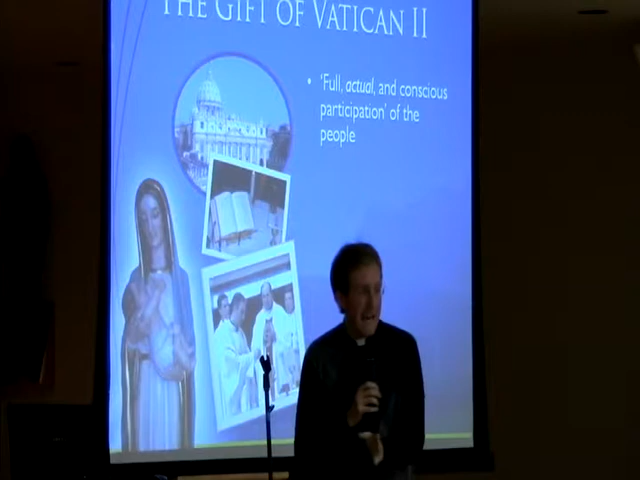 THE GIFT OF VATICAN II
• 'Full, actual, and conscious
participation' of the
people